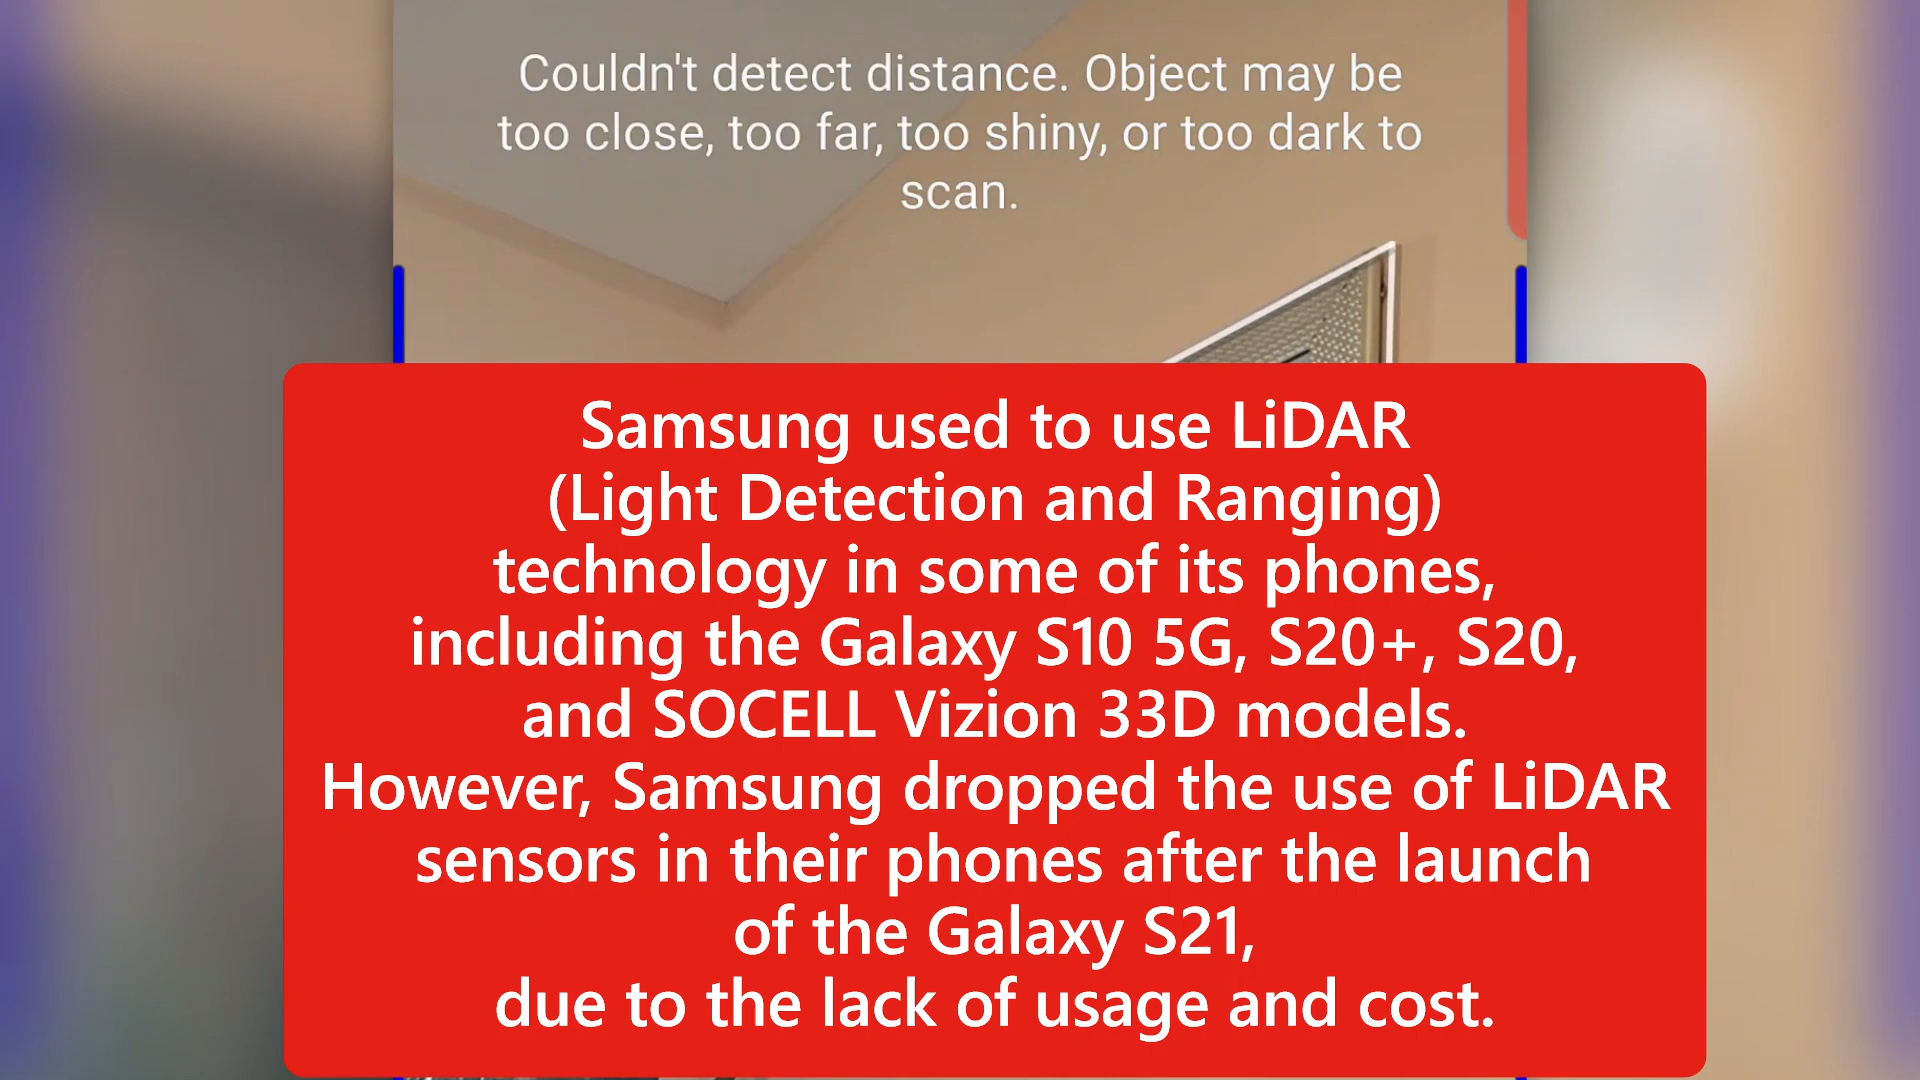 Couldn't detect distance. Object may be
too close, too far, too shiny, or too dark to
scan.
Samsung used to use LiDAR
(Light Detection and Ranging)
technology in some of its phones,
including the Galaxy S10 5G, S20+, S20,
and SOCELL Vizion 33D models.
However, Samsung dropped the use of LiDAR
sensors in their phones after the launch
of the Galaxy S21,
due to the lack of usage and cost.